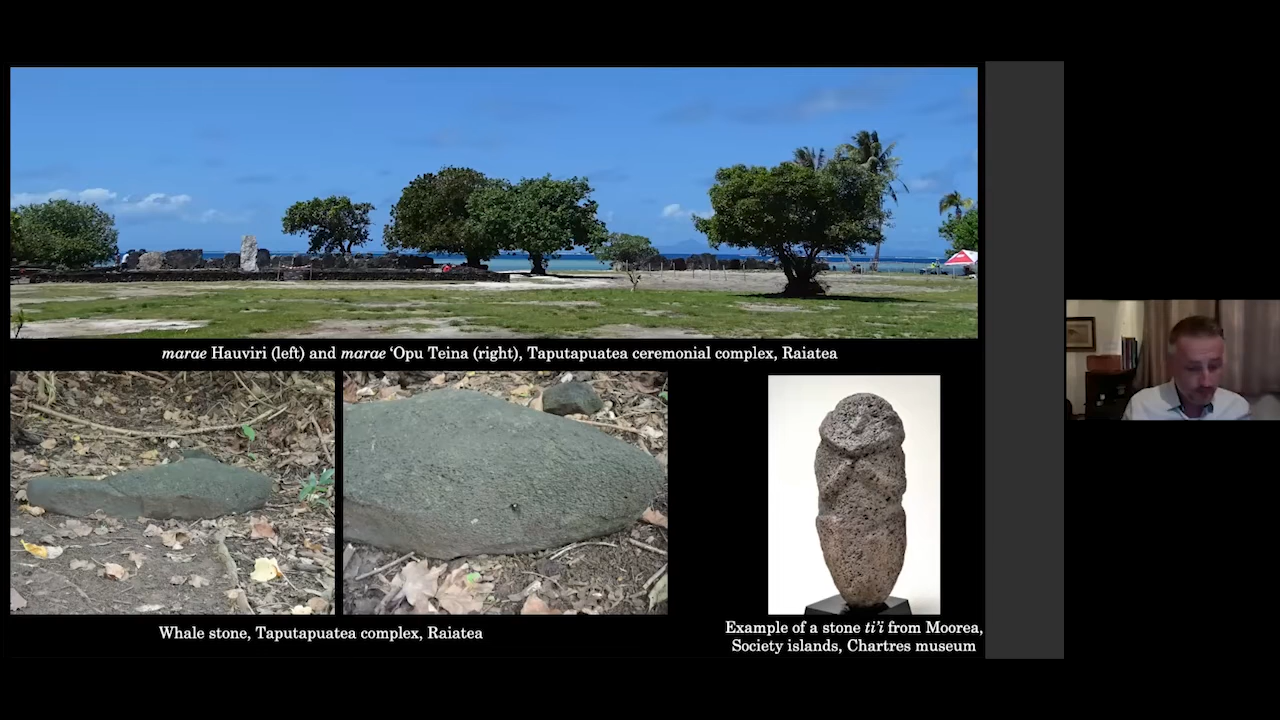 marae Hauviri (left) and marae ‘Opu Teina (right), Taputapuatea ceremonial complex, Raiatea
Whale stone, Taputapuatea complex, Raiatea
Example of a stone ti’i from Moorea,
Society islands, Chartres museum